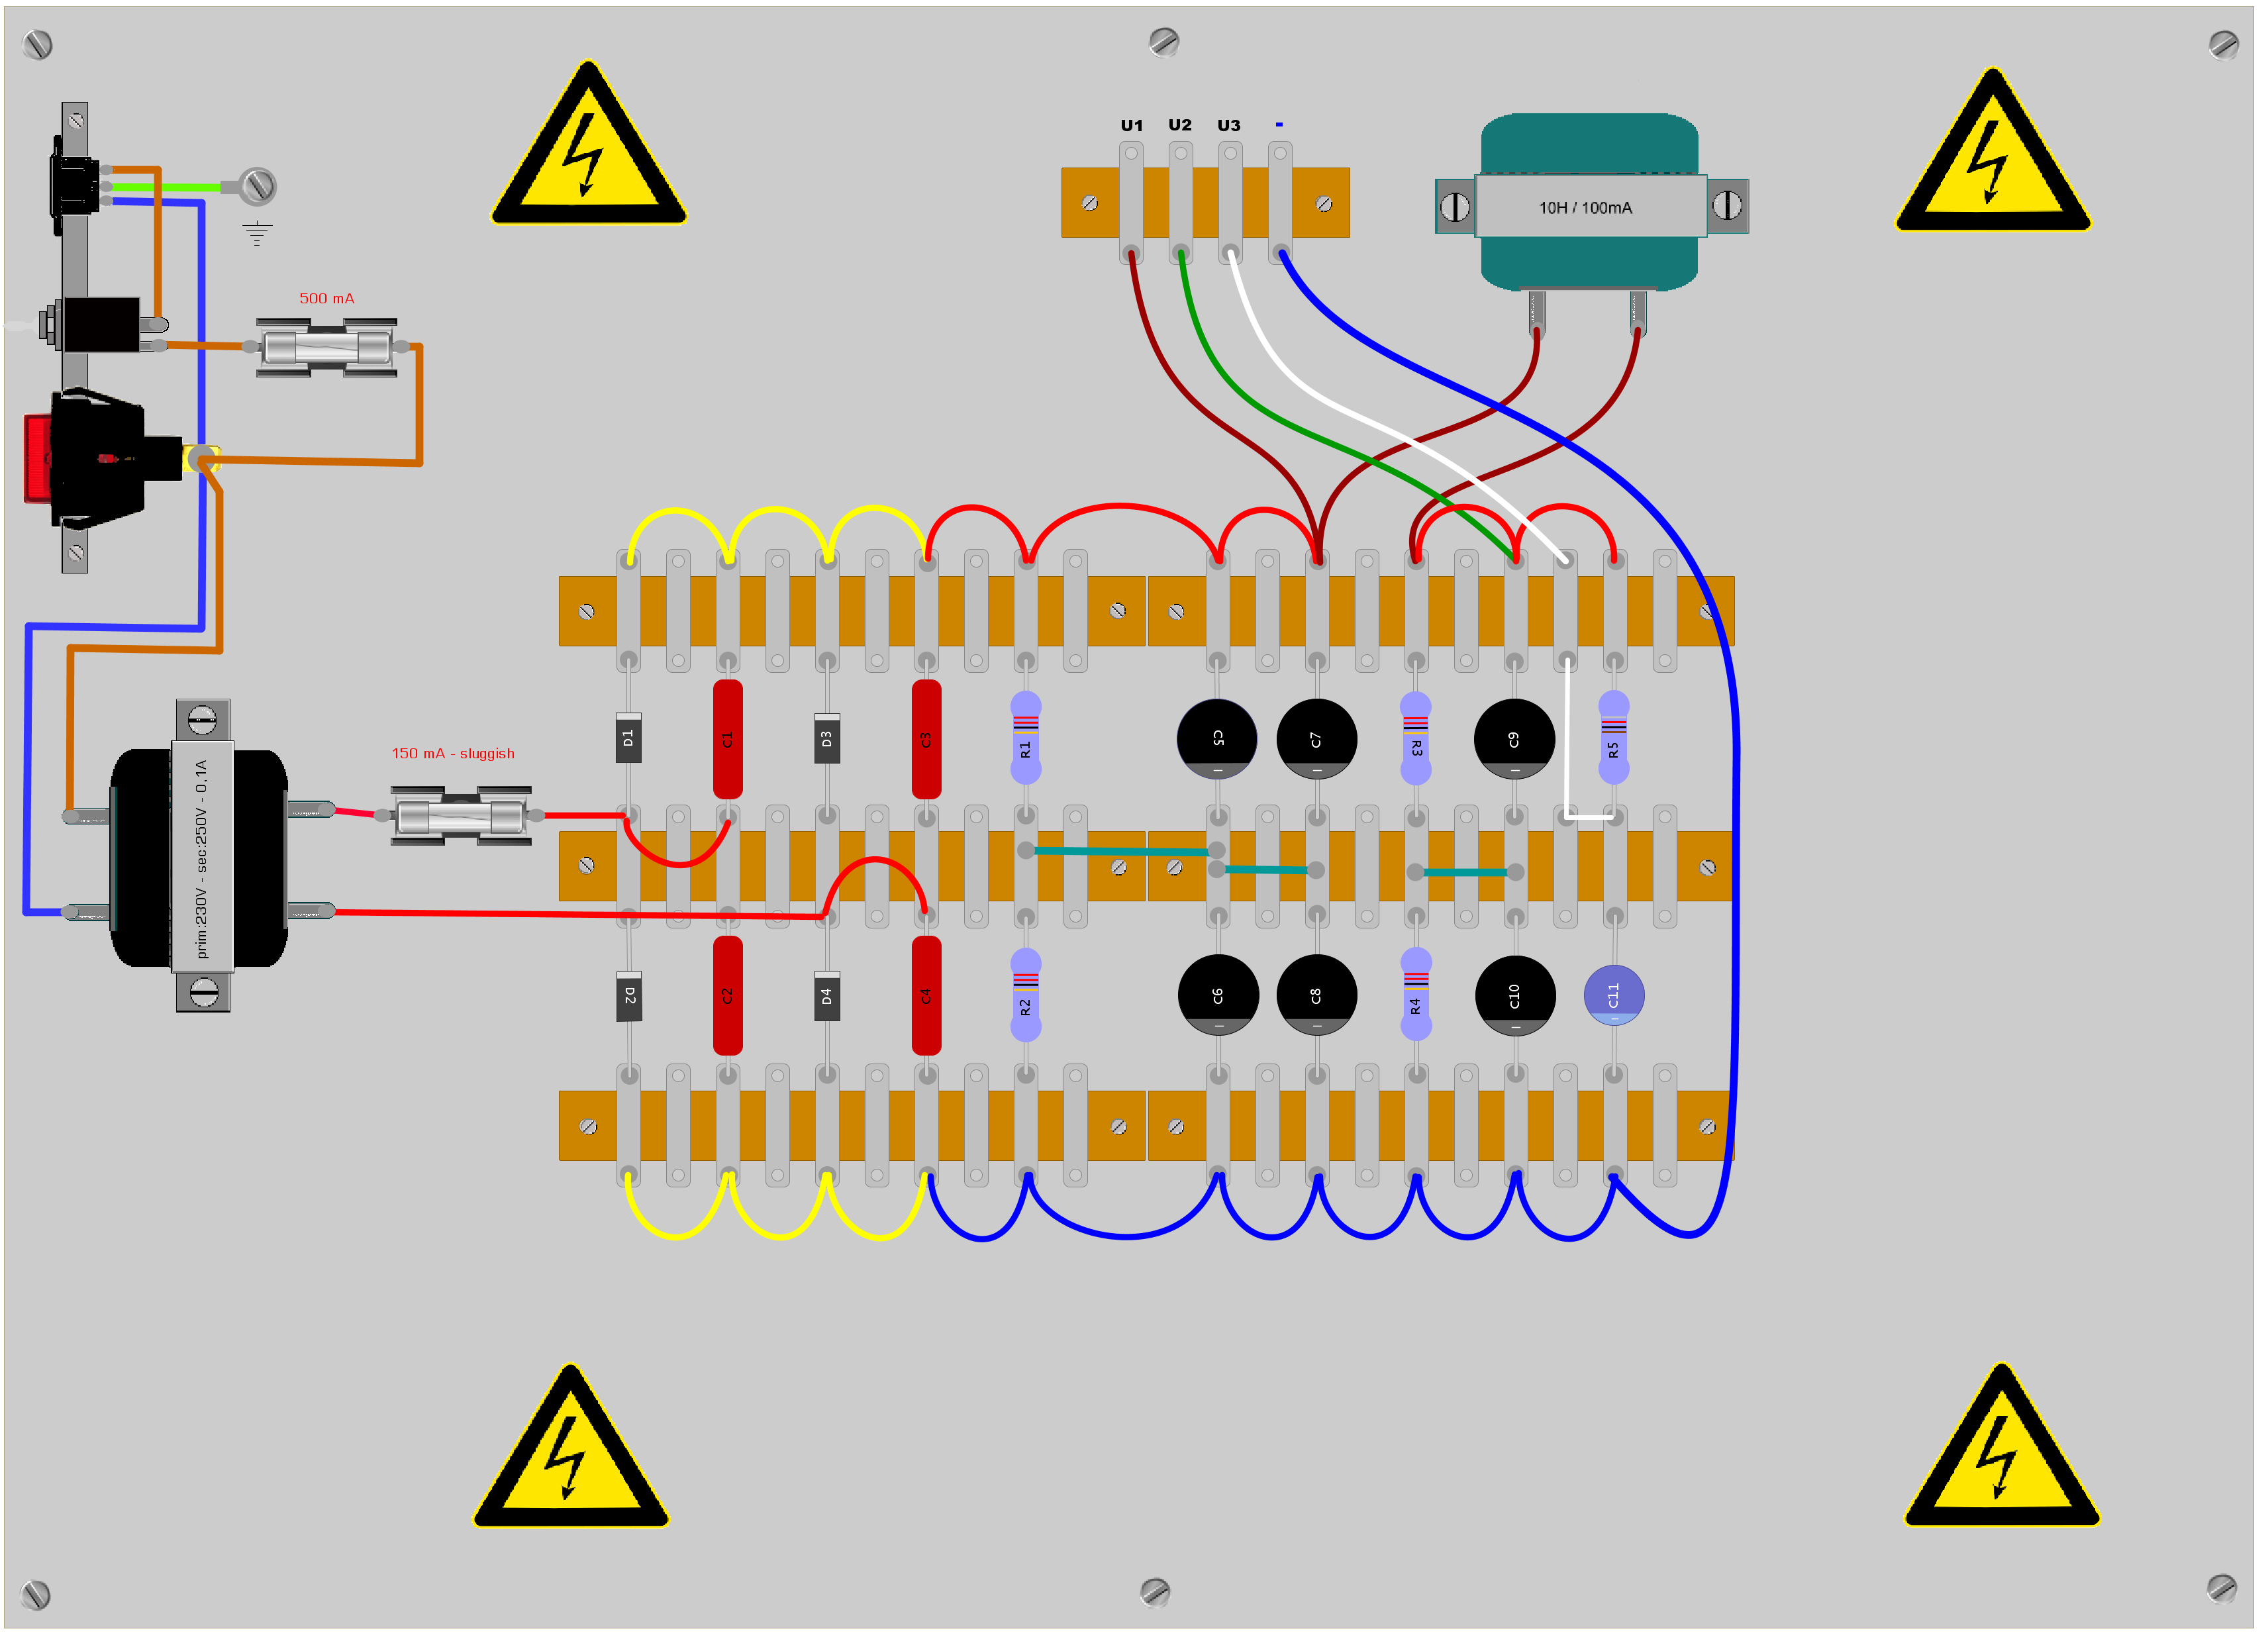 U1 U2 U3 -
10H / 100mA
500 mA
150 mA - sluggish
prim:230V - sec:250V - 0,1A
D1 C1 D3 C3 R1 C5 C7 R3 C9 R5
D2 C2 D4 C4 R2 C6 C8 R4 C10 C11